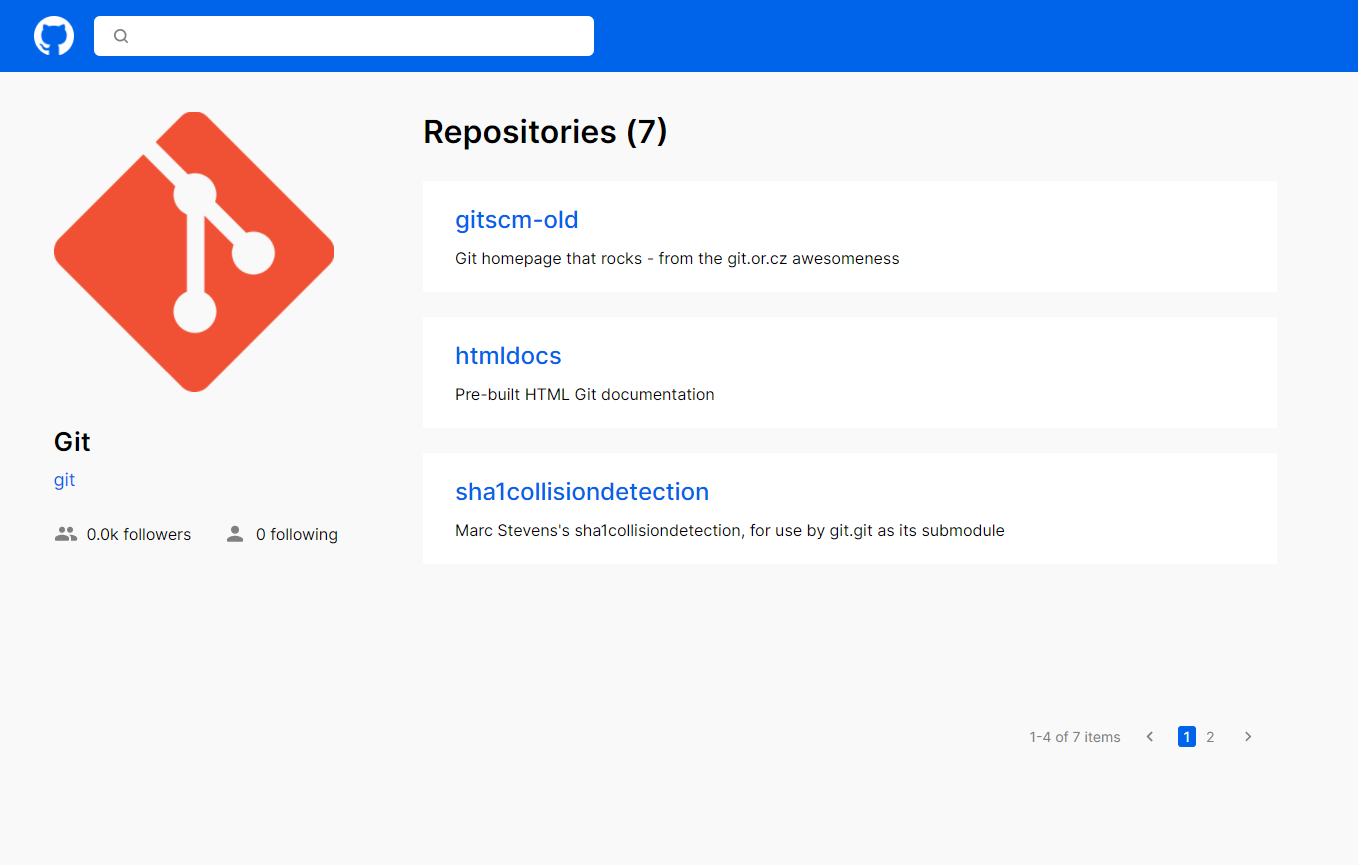 Repositories (7)
gitscm-old
Git homepage that rocks - from the git.or.cz awesomeness
htmldocs
Pre-built HTML Git documentation
sha1collisiondetection
Marc Stevens's sha1collisiondetection, for use by git.git as its submodule
Git
git
0.0k followers
0 following
1-4 of 7 items
1
2